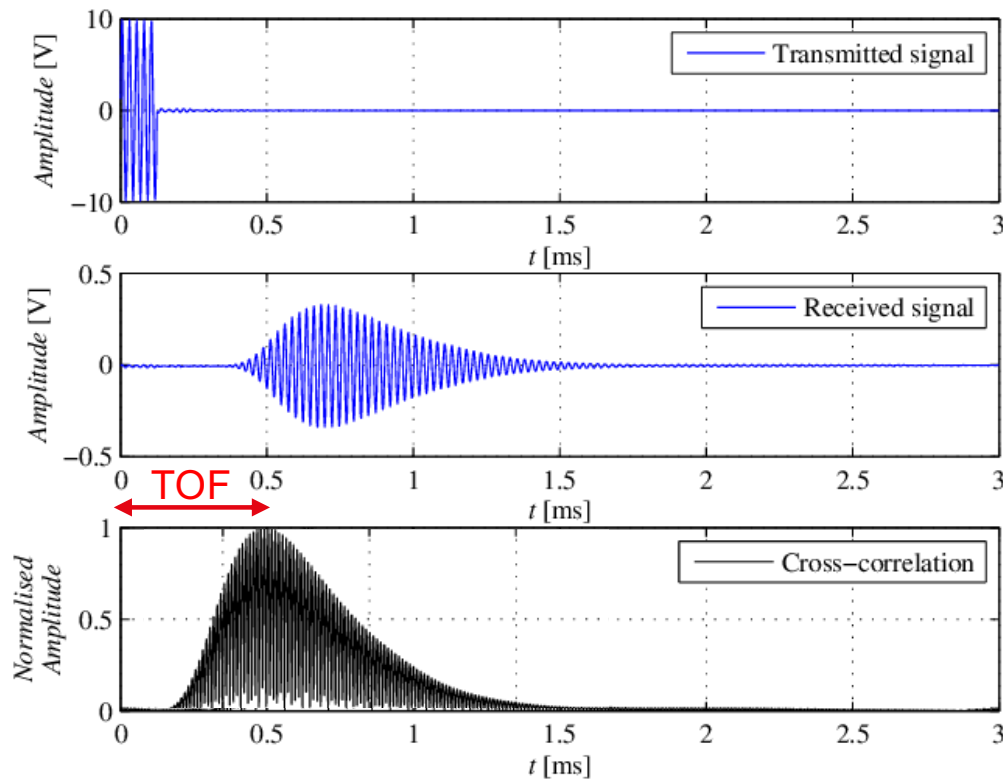 10
0
−10
Amplitude [V]
Transmitted signal
0 0.5 1 1.5 2 2.5 3
t [ms]
0.5
0
−0.5
Amplitude [V]
Received signal
0 0.5 1 1.5 2 2.5 3
t [ms]
TOF
1
0.5
0
Normalised
Amplitude
Cross−correlation
0 0.5 1 1.5 2 2.5 3
t [ms]